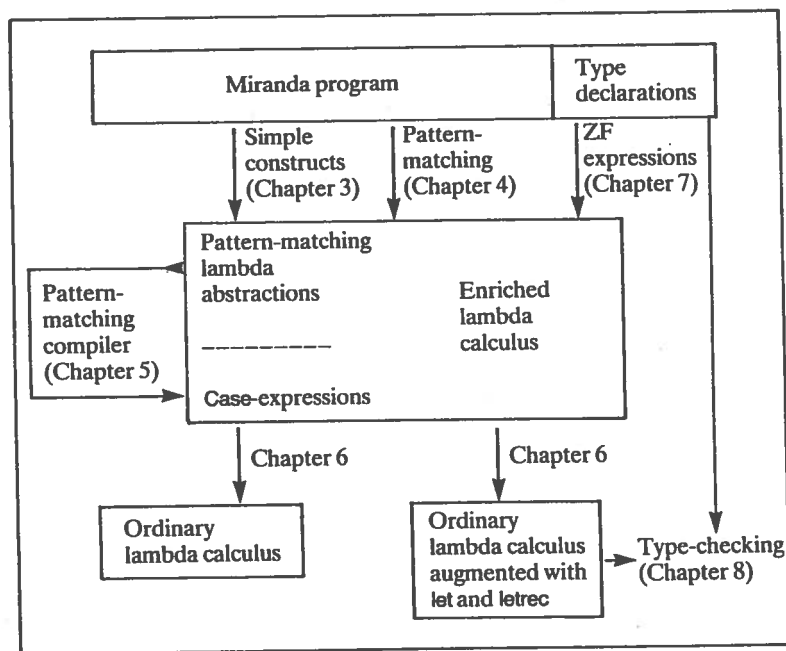 Miranda program
Type
declarations
Simple
constructs
(Chapter 3)
Pattern-
matching
(Chapter 4)
ZF
expressions
(Chapter 7)
Pattern-matching
lambda
abstractions
Enriched
lambda
calculus
Case-expressions
Pattern-
matching
compiler
(Chapter 5)
Chapter 6
Chapter 6
Ordinary
lambda calculus
Ordinary
lambda calculus
augmented with
let and letrec
Type-checking
(Chapter 8)